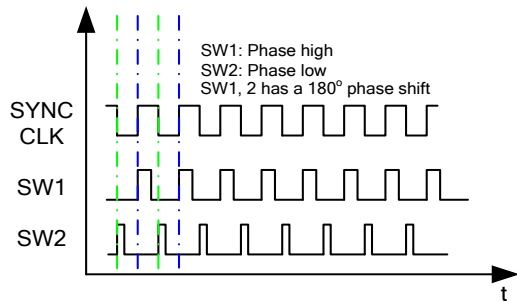 SW1: Phase high
SW2: Phase low
SW1, 2 has a 180° phase shift
SYNC
CLK
SW1
SW2
t